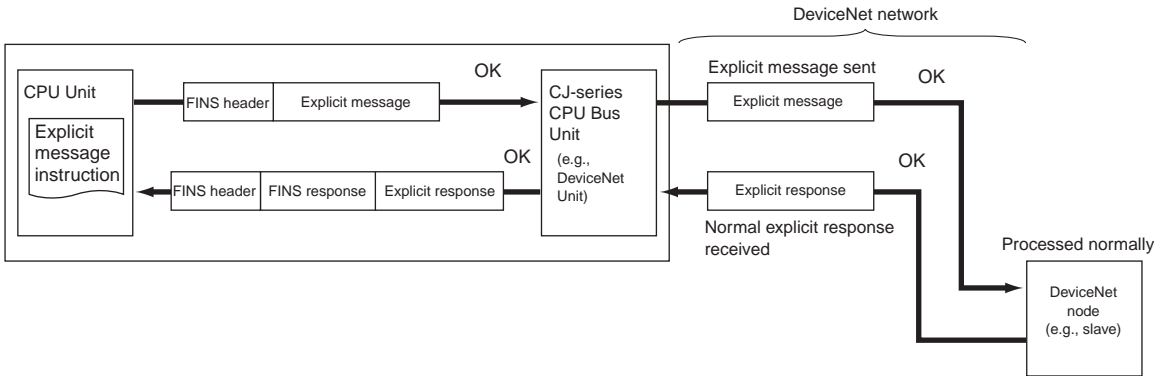 DeviceNet network
CPU Unit
Explicit
message
instruction
FINS header
Explicit message
OK
CJ-series
CPU Bus
Unit
(e.g.,
DeviceNet
Unit)
Explicit message sent
Explicit message
OK
FINS header
FINS response
Explicit response
OK
Explicit response
OK
Normal explicit response
received
Processed normally
DeviceNet
node
(e.g., slave)